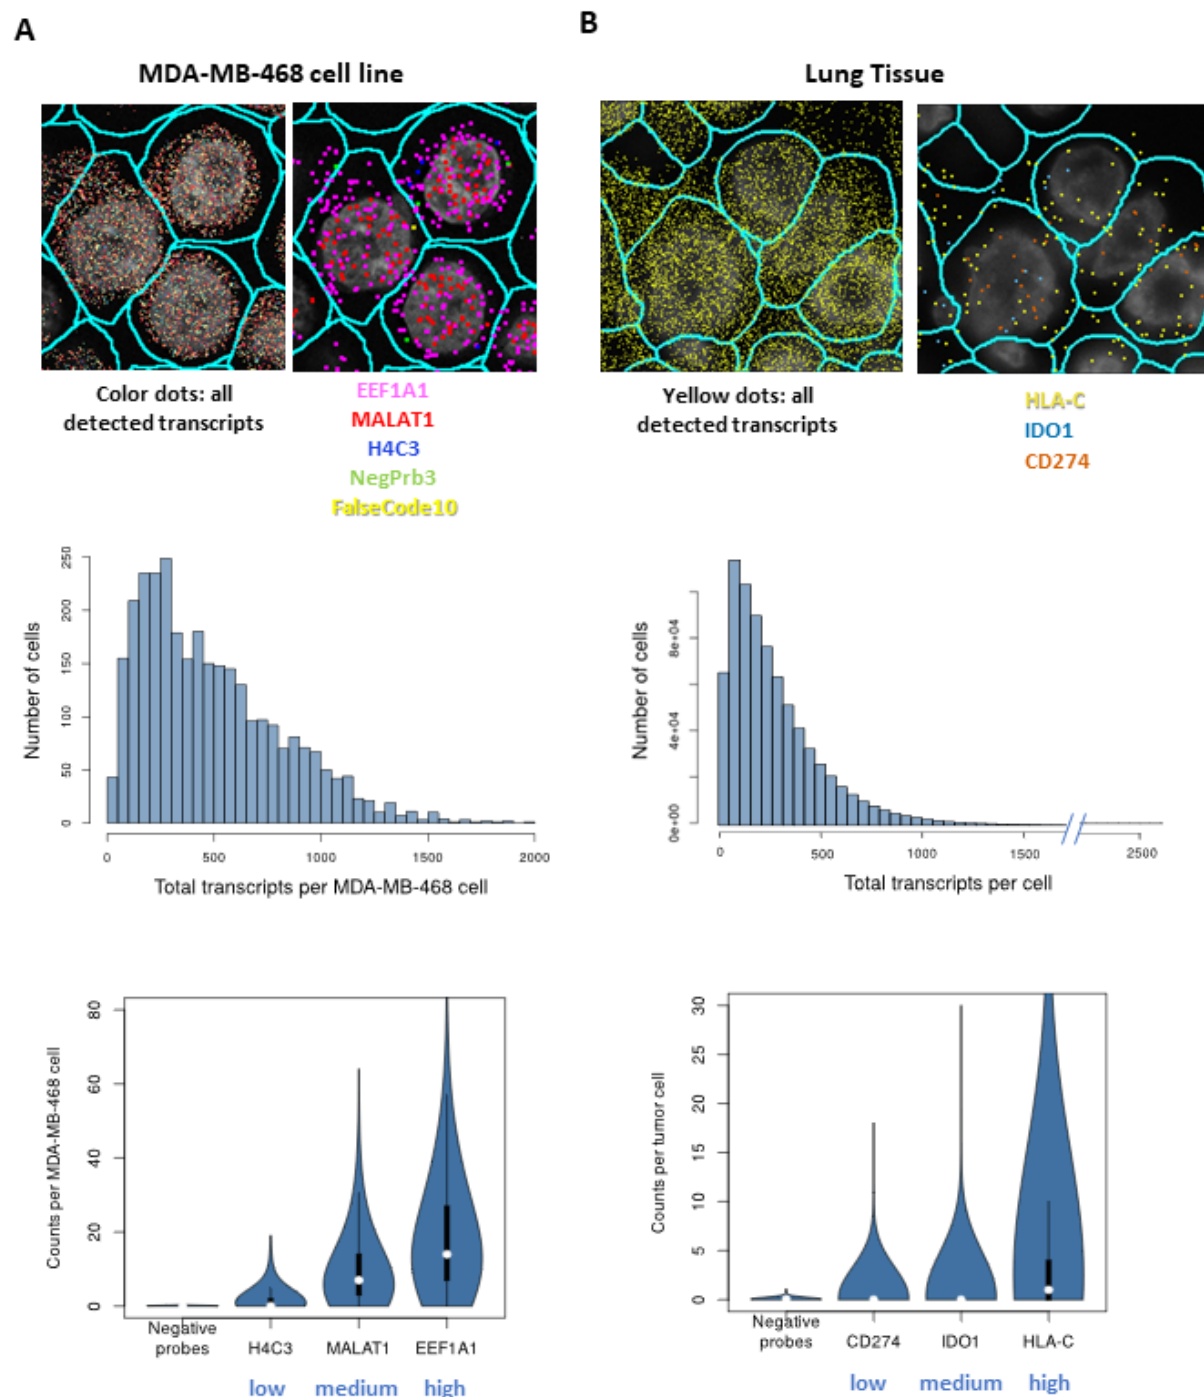 A
MDA-MB-468 cell line
Color dots: all
detected transcripts
EEF1A1
MALAT1
H4C3
NegPrb3
FalseCode10
Number of cells
250
200
150
100
50
0
0 500 1000 1500 2000
Total transcripts per MDA-MB-468 cell
Counts per MDA-MB-468 cell
80
60
40
20
0
Negative
probes
H4C3 MALAT1 EEF1A1
low medium high
B
Lung Tissue
Yellow dots: all
detected transcripts
HLA-C
IDO1
CD274
Number of cells
8e+04
4e+04
0e+00
0 500 1000 1500 2500
Total transcripts per cell
Counts per tumor cell
30
25
20
15
10
5
0
Negative
probes
CD274 IDO1 HLA-C
low medium high